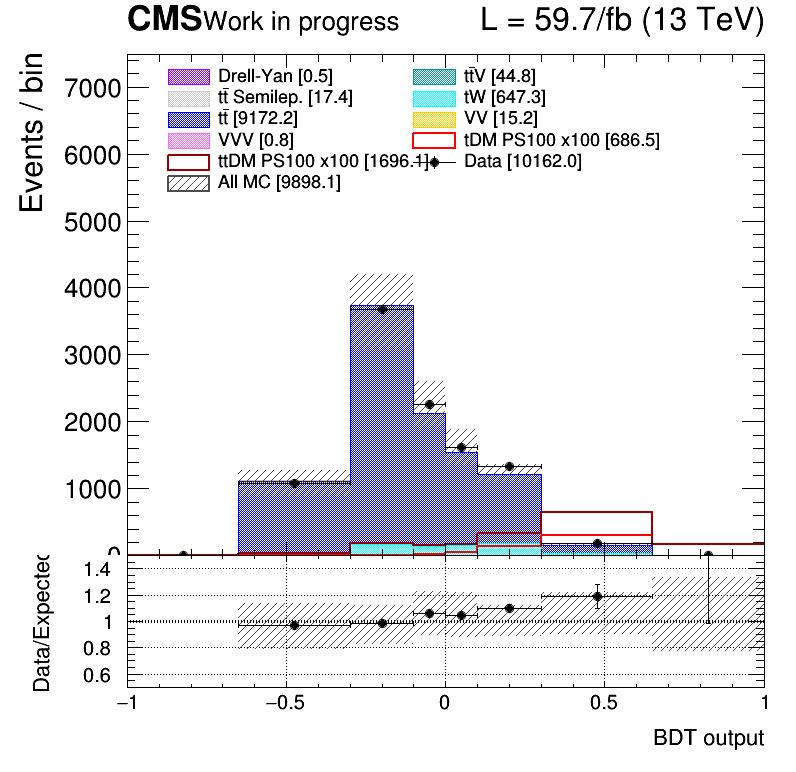 CMS Work in progress L = 59.7/fb (13 TeV)
Events / bin
7000
6000
5000
4000
3000
2000
1000
0
Drell-Yan [0.5] tt̄V [44.8]
tt̄ Semilep. [17.4] tW [647.3]
tt̄ [9172.2] VV [15.2]
VVV [0.8] tDM PS100 x100 [686.5]
ttDM PS100 x100 [1696.1] Data [10162.0]
All MC [9898.1]
Data/Expected
1.4
1.2
1
0.8
0.6
−1 −0.5 0 0.5 1
BDT output